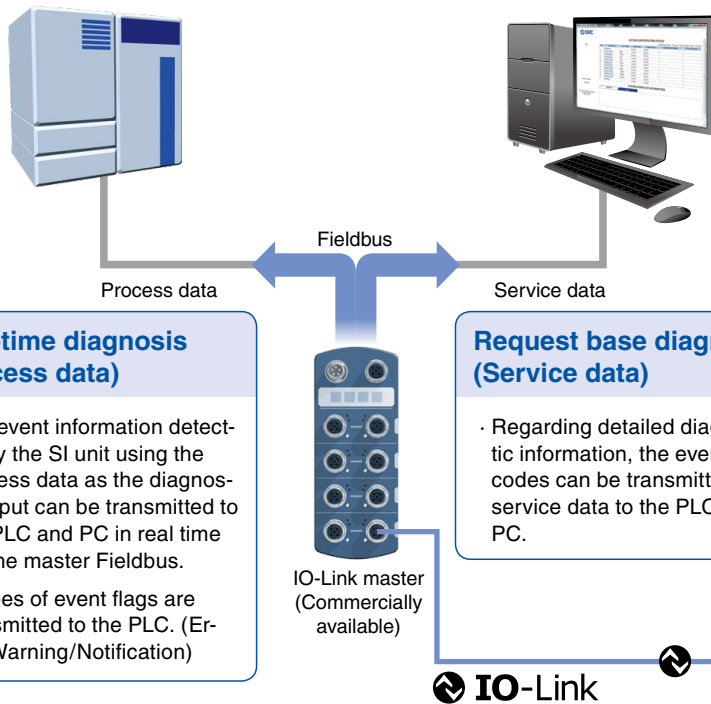 Fieldbus
Process data
Service data
time diagnosis
cess data)
event information detect-
y the SI unit using the
ess data as the diagnos-
put can be transmitted to
PLC and PC in real time
he master Fieldbus.
es of event flags are
smitted to the PLC. (Er-
Warning/Notification)
Request base diag
(Service data)
· Regarding detailed diag
tic information, the even
codes can be transmitt
service data to the PLC
PC.
IO-Link master
(Commercially
available)
IO-Link